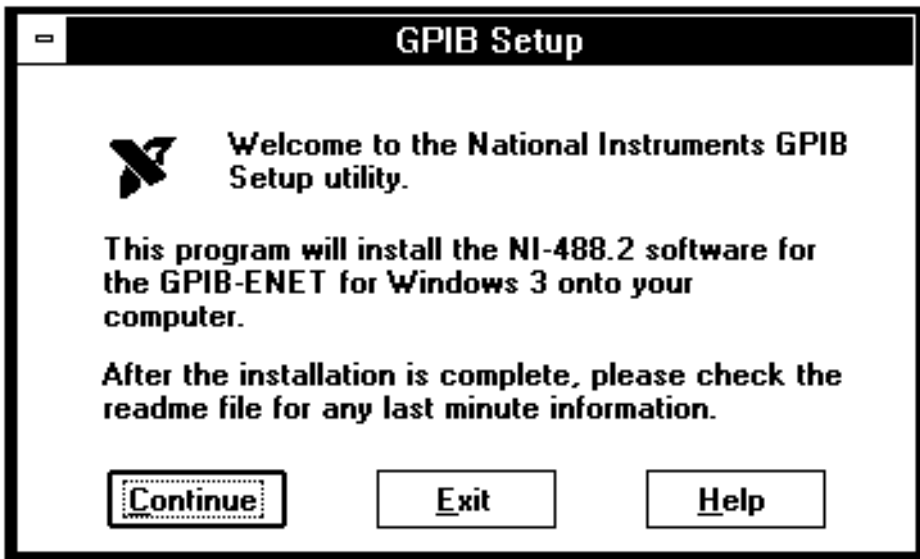 GPIB Setup
Welcome to the National Instruments GPIB
Setup utility.
This program will install the NI-488.2 software for
the GPIB-ENET for Windows 3 onto your
computer.
After the installation is complete, please check the
readme file for any last minute information.
Continue Exit Help